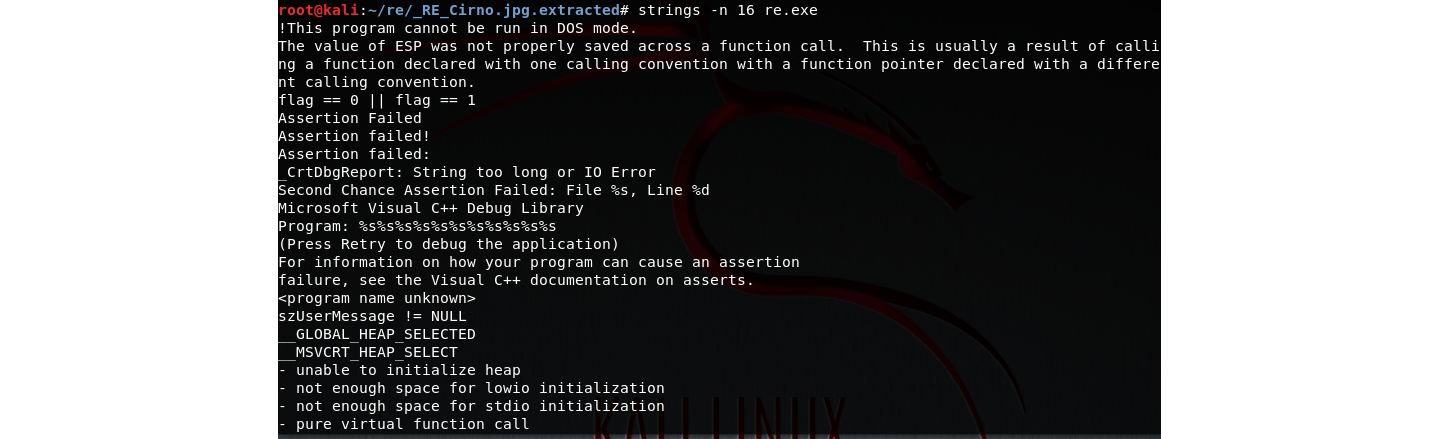 root@kali:~/re/_RE_Cirno.jpg.extracted# strings -n 16 re.exe
!This program cannot be run in DOS mode.
The value of ESP was not properly saved across a function call.  This is usually a result of calli
ng a function declared with one calling convention with a function pointer declared with a differe
nt calling convention.
flag == 0 || flag == 1
Assertion Failed
Assertion failed!
Assertion failed:
_CrtDbgReport: String too long or IO Error
Second Chance Assertion Failed: File %s, Line %d
Microsoft Visual C++ Debug Library
Program: %s%s%s%s%s%s%s%s%s%s%s
(Press Retry to debug the application)
For information on how your program can cause an assertion
failure, see the Visual C++ documentation on asserts.
<program name unknown>
szUserMessage != NULL
__GLOBAL_HEAP_SELECTED
__MSVCRT_HEAP_SELECT
- unable to initialize heap
- not enough space for lowio initialization
- not enough space for stdio initialization
- pure virtual function call
KALI LINUX